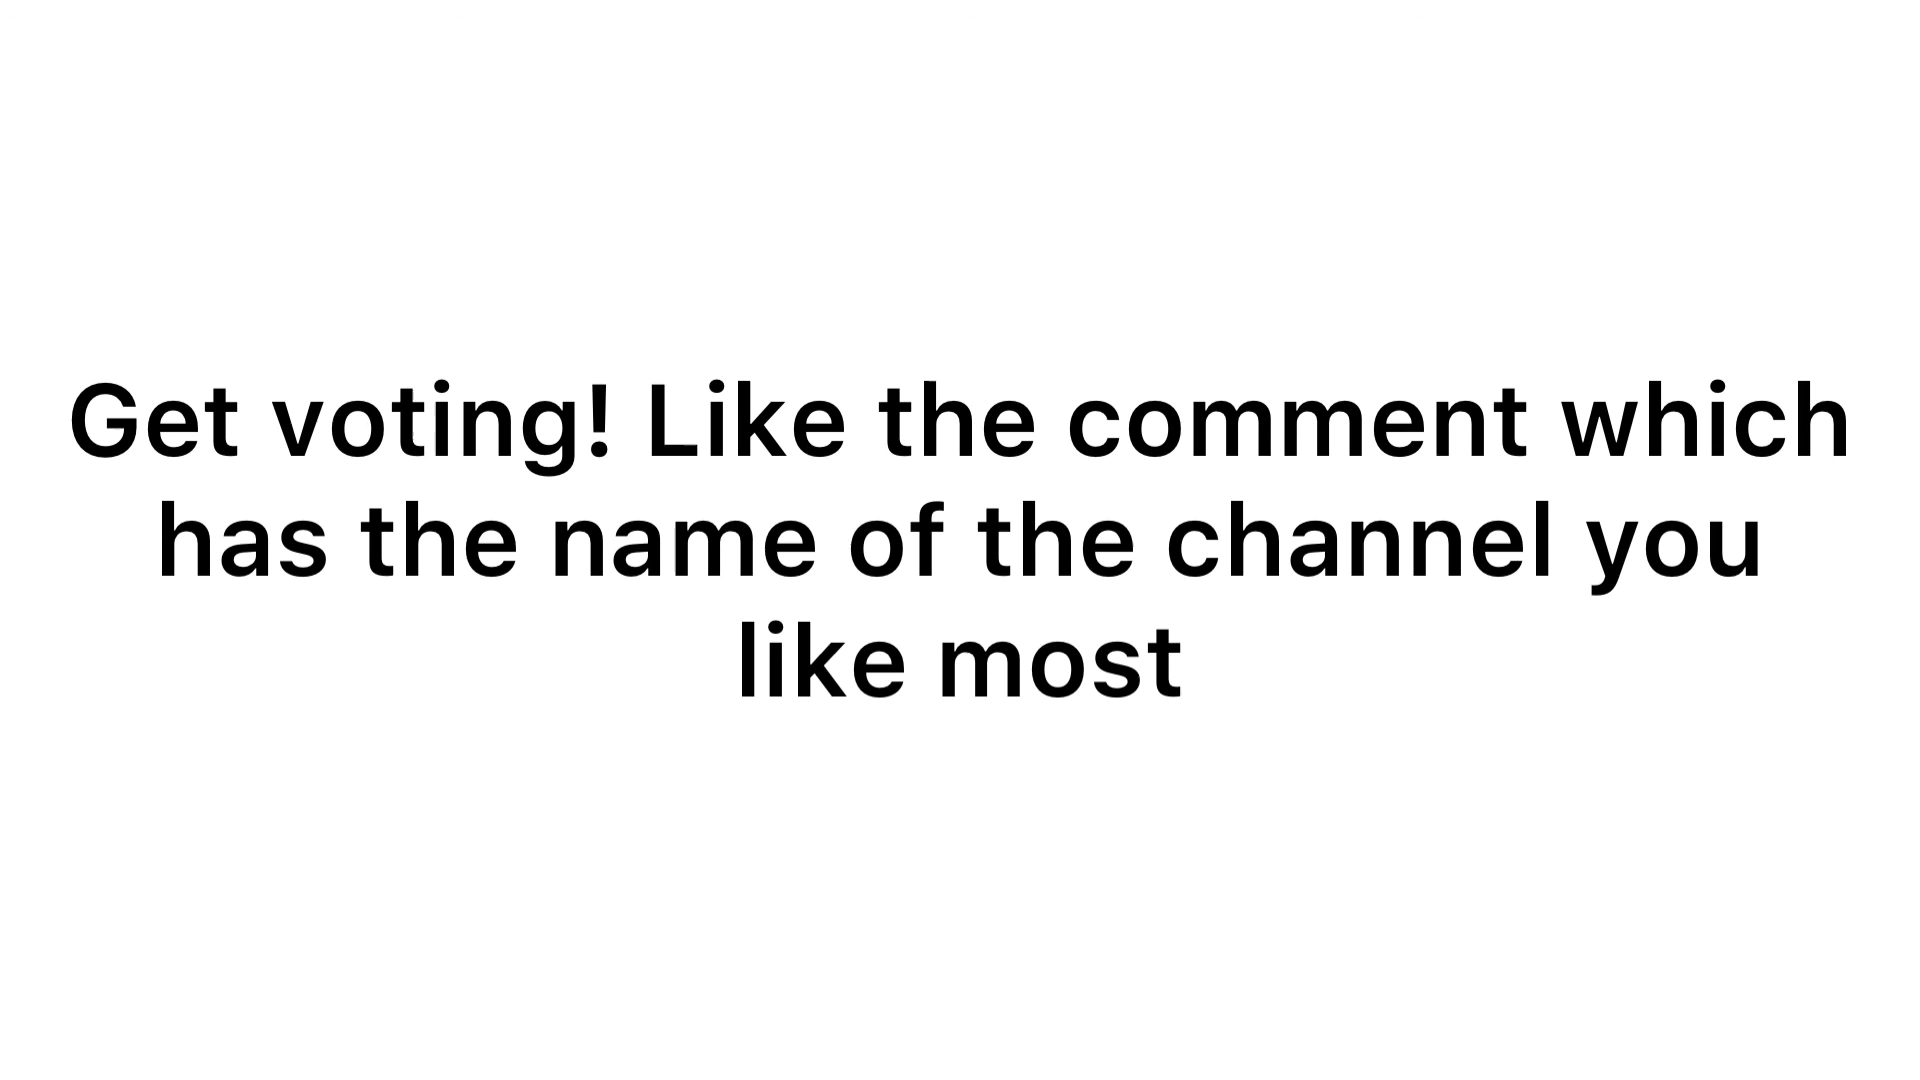 Get voting! Like the comment which
has the name of the channel you
like most